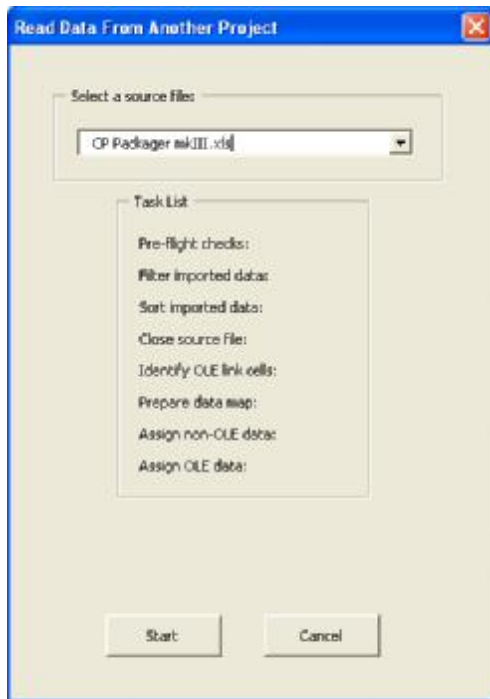 Read Data From Another Project
Select a source file:
CP Packager mkIII.xls
Task List
Pre-flight checks:
Filter imported data:
Sort imported data:
Close source file:
Identify OLE link cells:
Prepare data map:
Assign non-OLE data:
Assign OLE data:
Start
Cancel